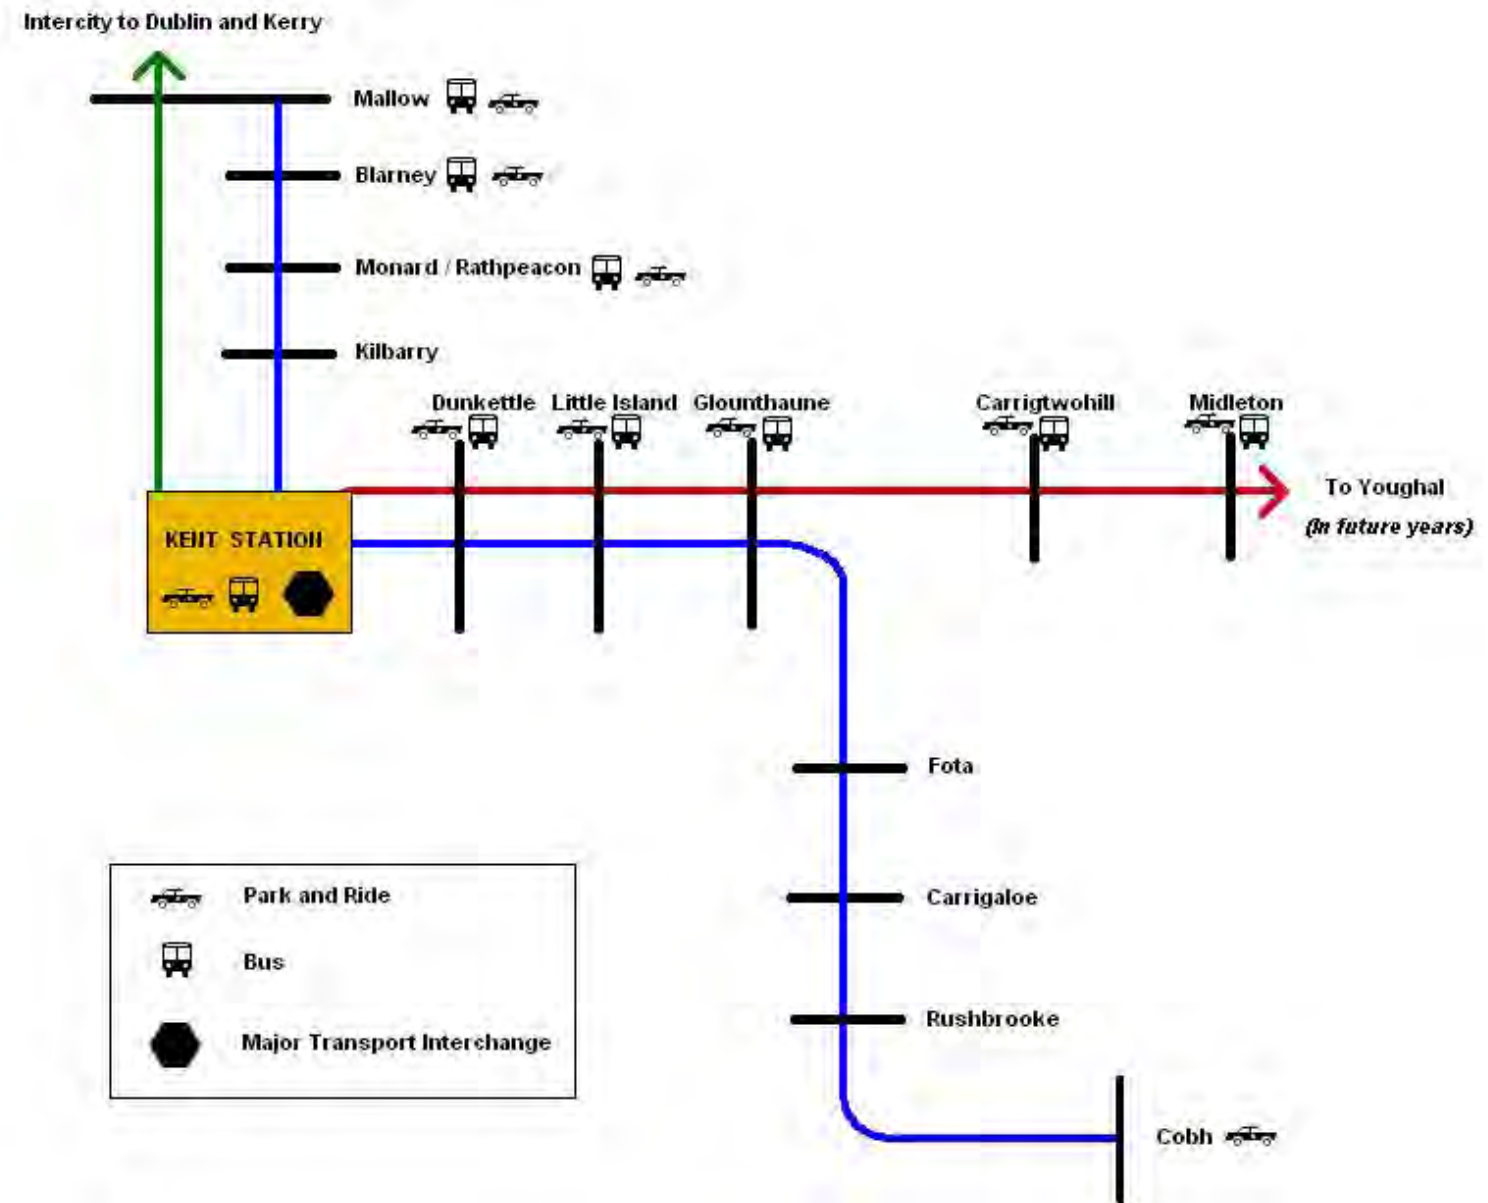 Intercity to Dublin and Kerry
Mallow
Blarney
Monard / Rathpeacon
Kilbarry
Dunkettle Little Island Glounthaune Carrigtwohill Midleton
To Youghal
(In future years)
KENT STATION
Fota
Carrigaloe
Rushbrooke
Cobh
Park and Ride
Bus
Major Transport Interchange